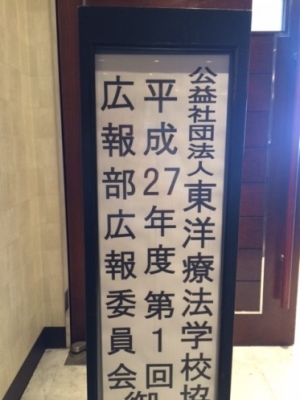 公益社団法人東洋療法学校協
平成27年度第1回
広報部広報委員会
御